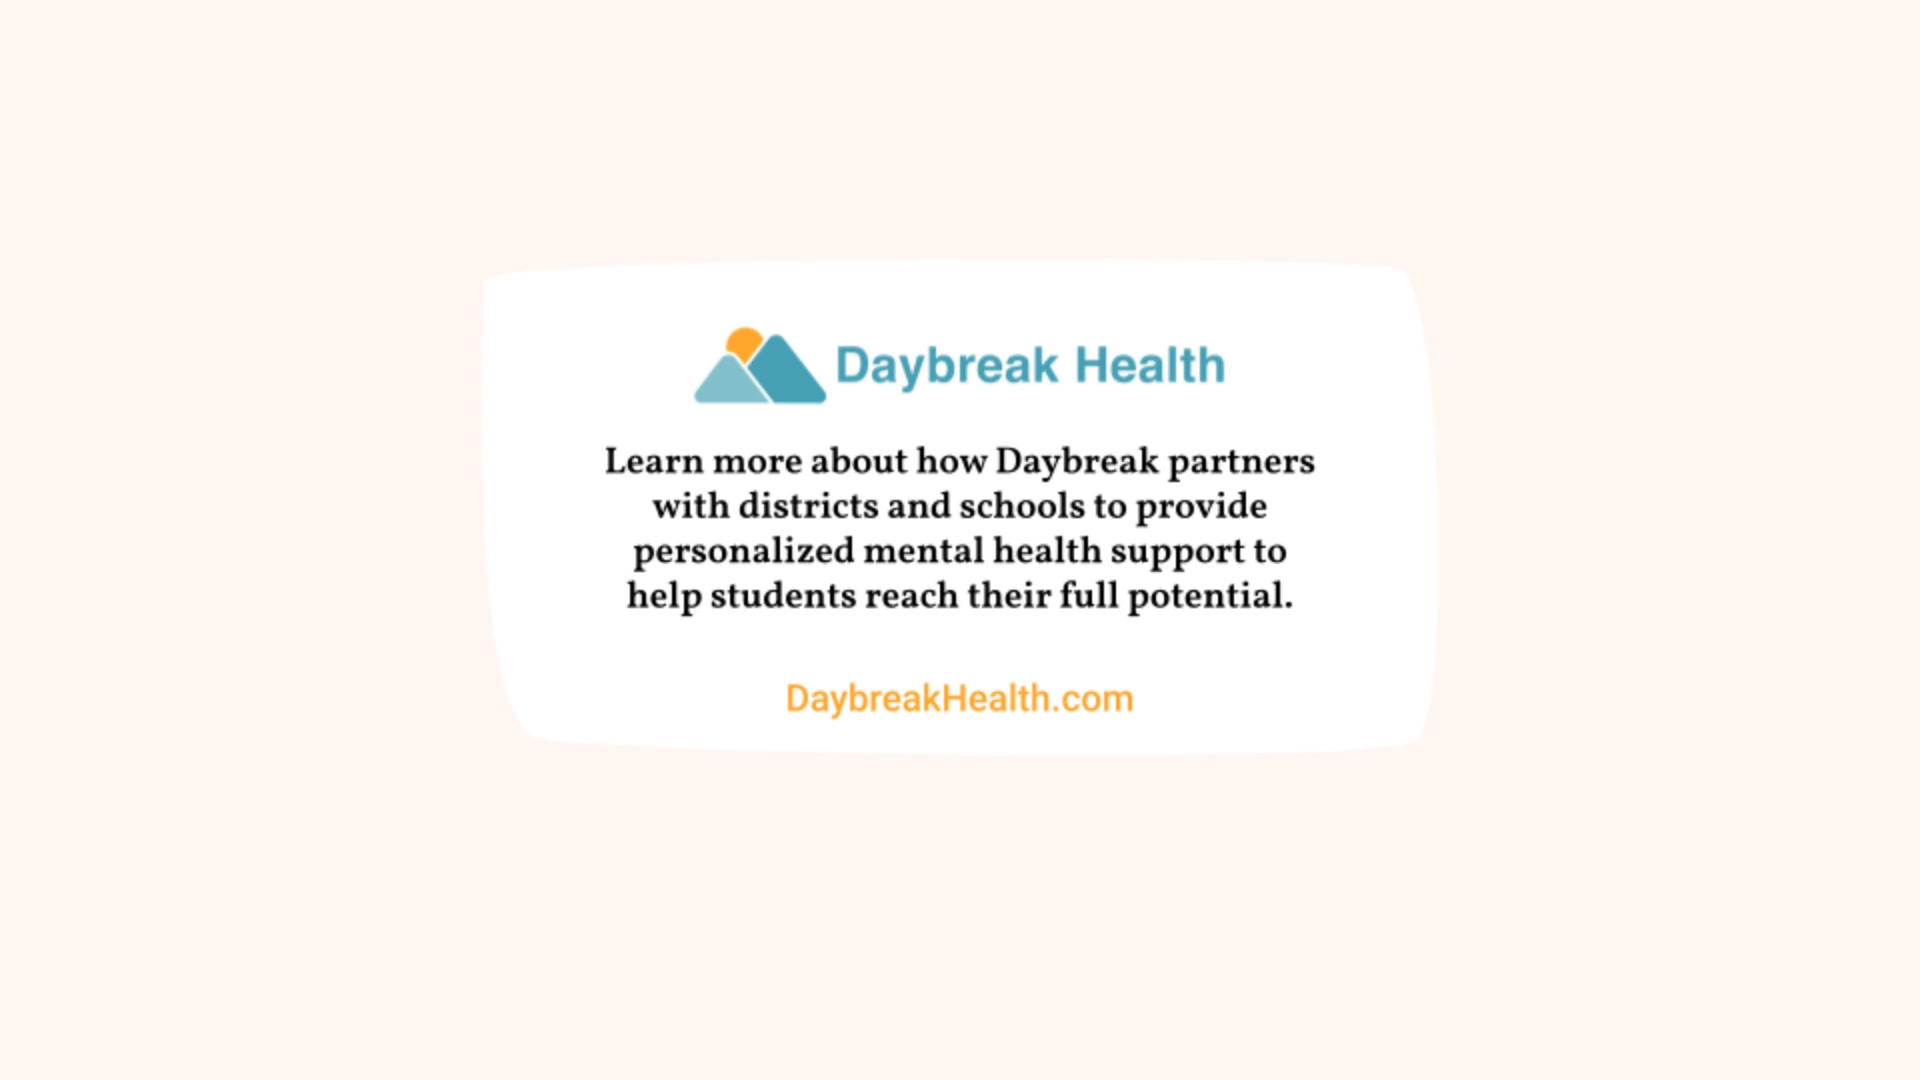 Daybreak Health
Learn more about how Daybreak partners
with districts and schools to provide
personalized mental health support to
help students reach their full potential.
DaybreakHealth.com